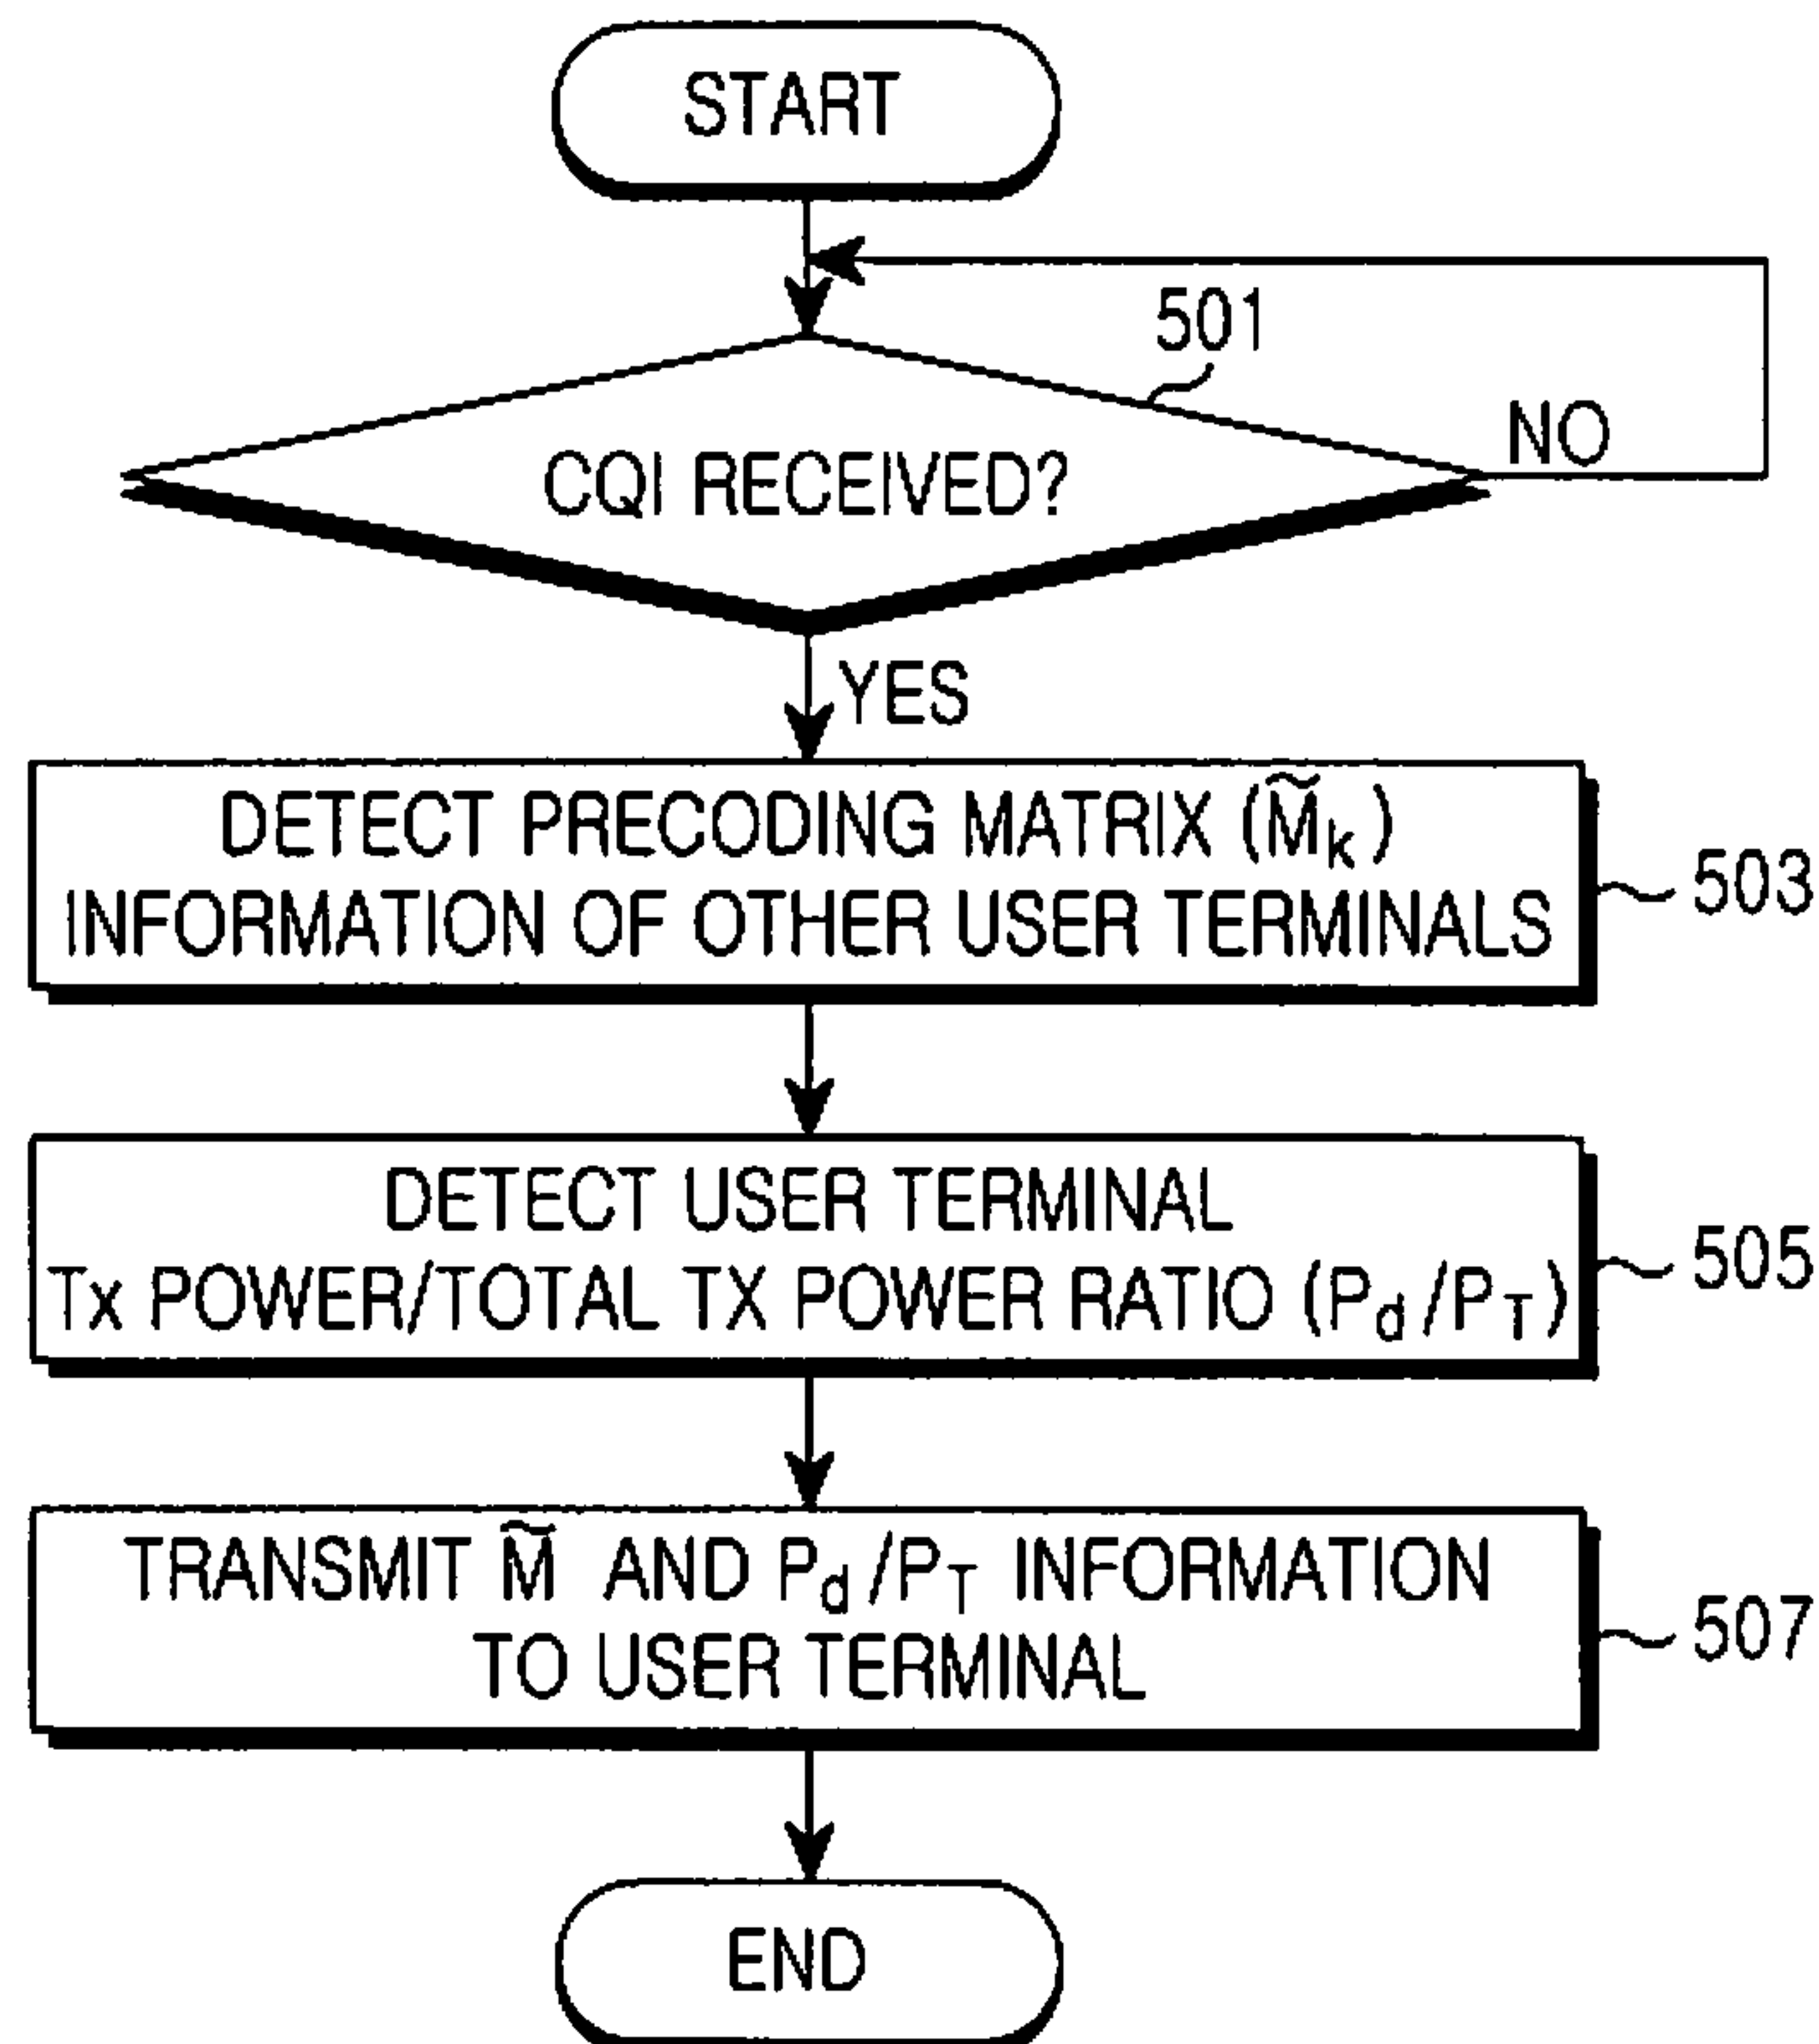 START
501
NO
CQI RECEIVED?
YES
DETECT PRECODING MATRIX (M̃k)
INFORMATION OF OTHER USER TERMINALS
503
DETECT USER TERMINAL
Tx POWER/TOTAL TX POWER RATIO (Pd/PT)
505
TRANSMIT M̃ AND Pd/PT INFORMATION
TO USER TERMINAL
507
END